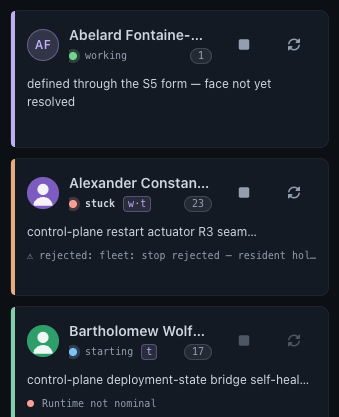 AF
Abelard Fontaine-...
working
1
defined through the S5 form — face not yet
resolved
Alexander Constan...
stuck w·t 23
control-plane restart actuator R3 seam...
⚠ rejected: fleet: stop rejected — resident hol...
Bartholomew Wolf...
starting t 17
control-plane deployment-state bridge self-heal...
Runtime not nominal